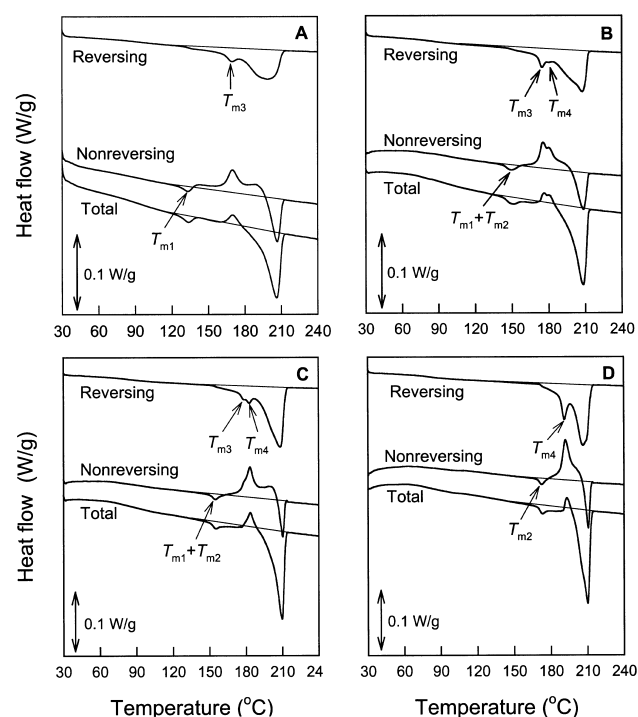 A
Reversing
Tm3
Nonreversing
Total
Tm1
0.1 W/g
30 60 90 120 150 180 210 240
Heat flow (W/g)
B
Reversing
Tm3 Tm4
Nonreversing
Total
Tm1+Tm2
0.1 W/g
30 60 90 120 150 180 210 240
C
Reversing
Tm3 Tm4
Nonreversing
Total
Tm1+Tm2
0.1 W/g
30 60 90 120 150 180 210 24
Heat flow (W/g)
Temperature (°C)
D
Reversing
Tm4
Nonreversing
Total
Tm2
0.1 W/g
30 60 90 120 150 180 210 240
Temperature (°C)